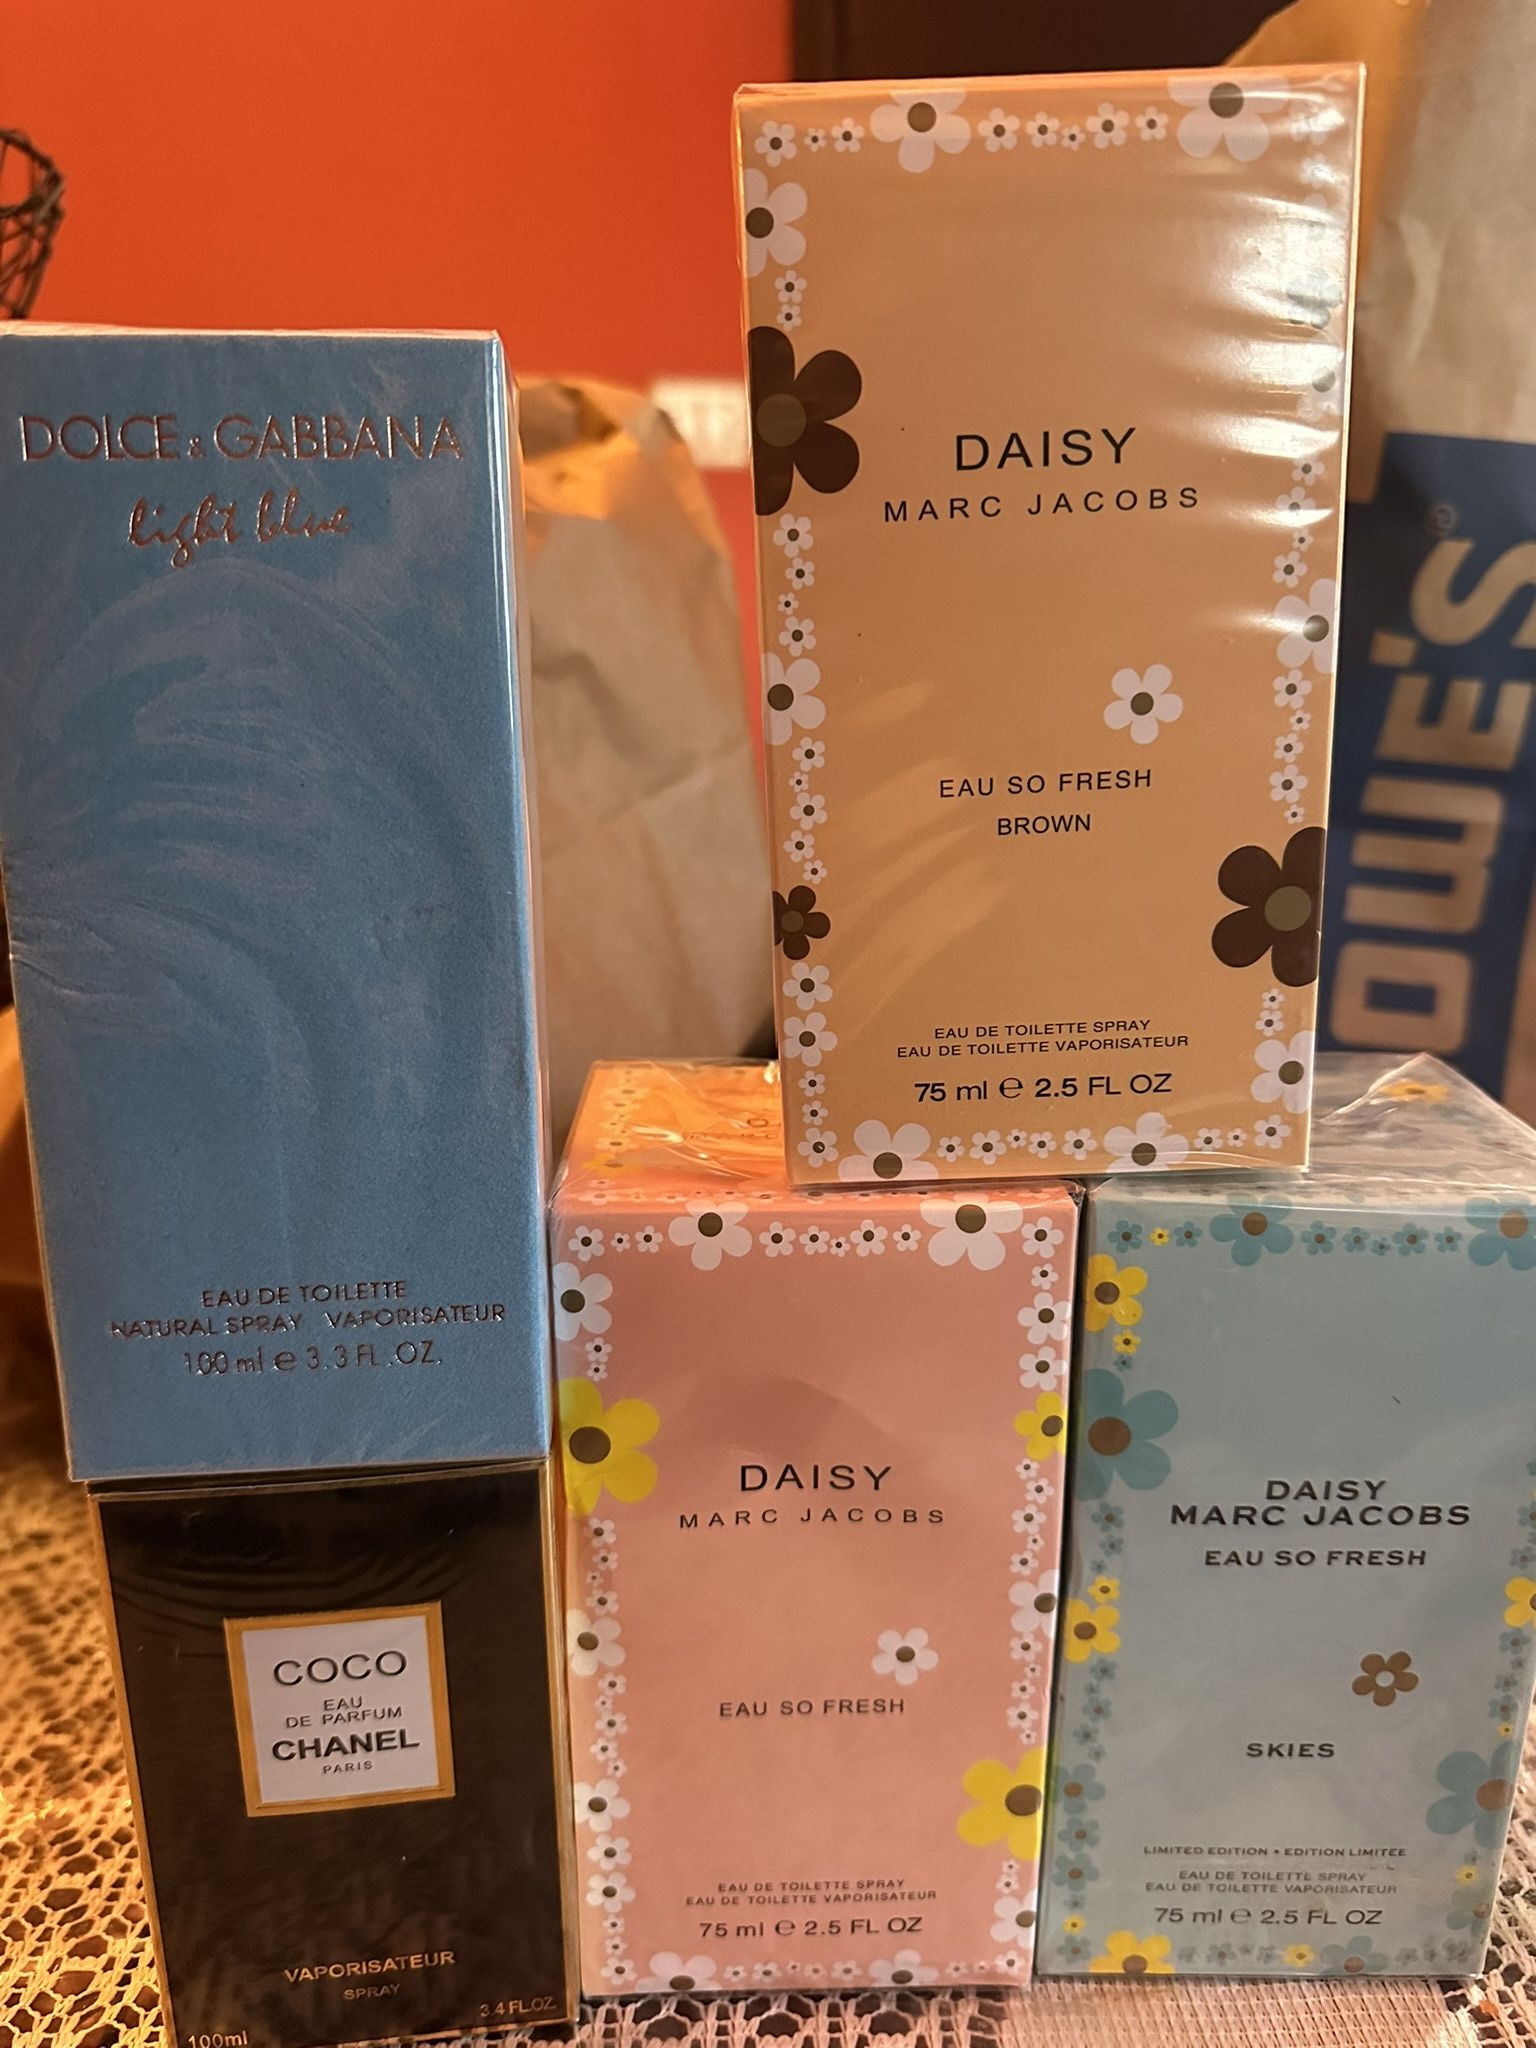 DOLCE & GABBANA
light blue
EAU DE TOILETTE
NATURAL SPRAY VAPORISATEUR
100 ml e 3.3 FL .OZ.
DAISY
MARC JACOBS
EAU SO FRESH
BROWN
EAU DE TOILETTE SPRAY
EAU DE TOILETTE VAPORISATEUR
75 ml e 2.5 FL OZ
OWE'S®
COCO
EAU
DE PARFUM
CHANEL
PARIS
VAPORISATEUR
SPRAY
100ml
3.4 FL.OZ
DAISY
MARC JACOBS
EAU SO FRESH
EAU DE TOILETTE SPRAY
EAU DE TOILETTE VAPORISATEUR
75 ml e 2.5 FL OZ
DAISY
MARC JACOBS
EAU SO FRESH
SKIES
LIMITED EDITION • EDITION LIMITEE
EAU DE TOILETTE SPRAY
EAU DE TOILETTE VAPORISATEUR
75 ml e 2.5 FL OZ